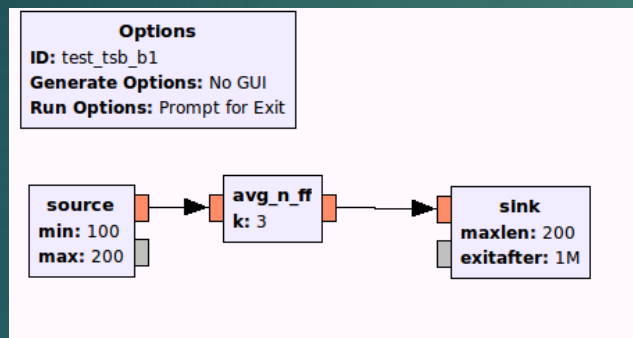 Options
ID: test_tsb_b1
Generate Options: No GUI
Run Options: Prompt for Exit
source
min: 100
max: 200
avg_n_ff
k: 3
sink
maxlen: 200
exitafter: 1M